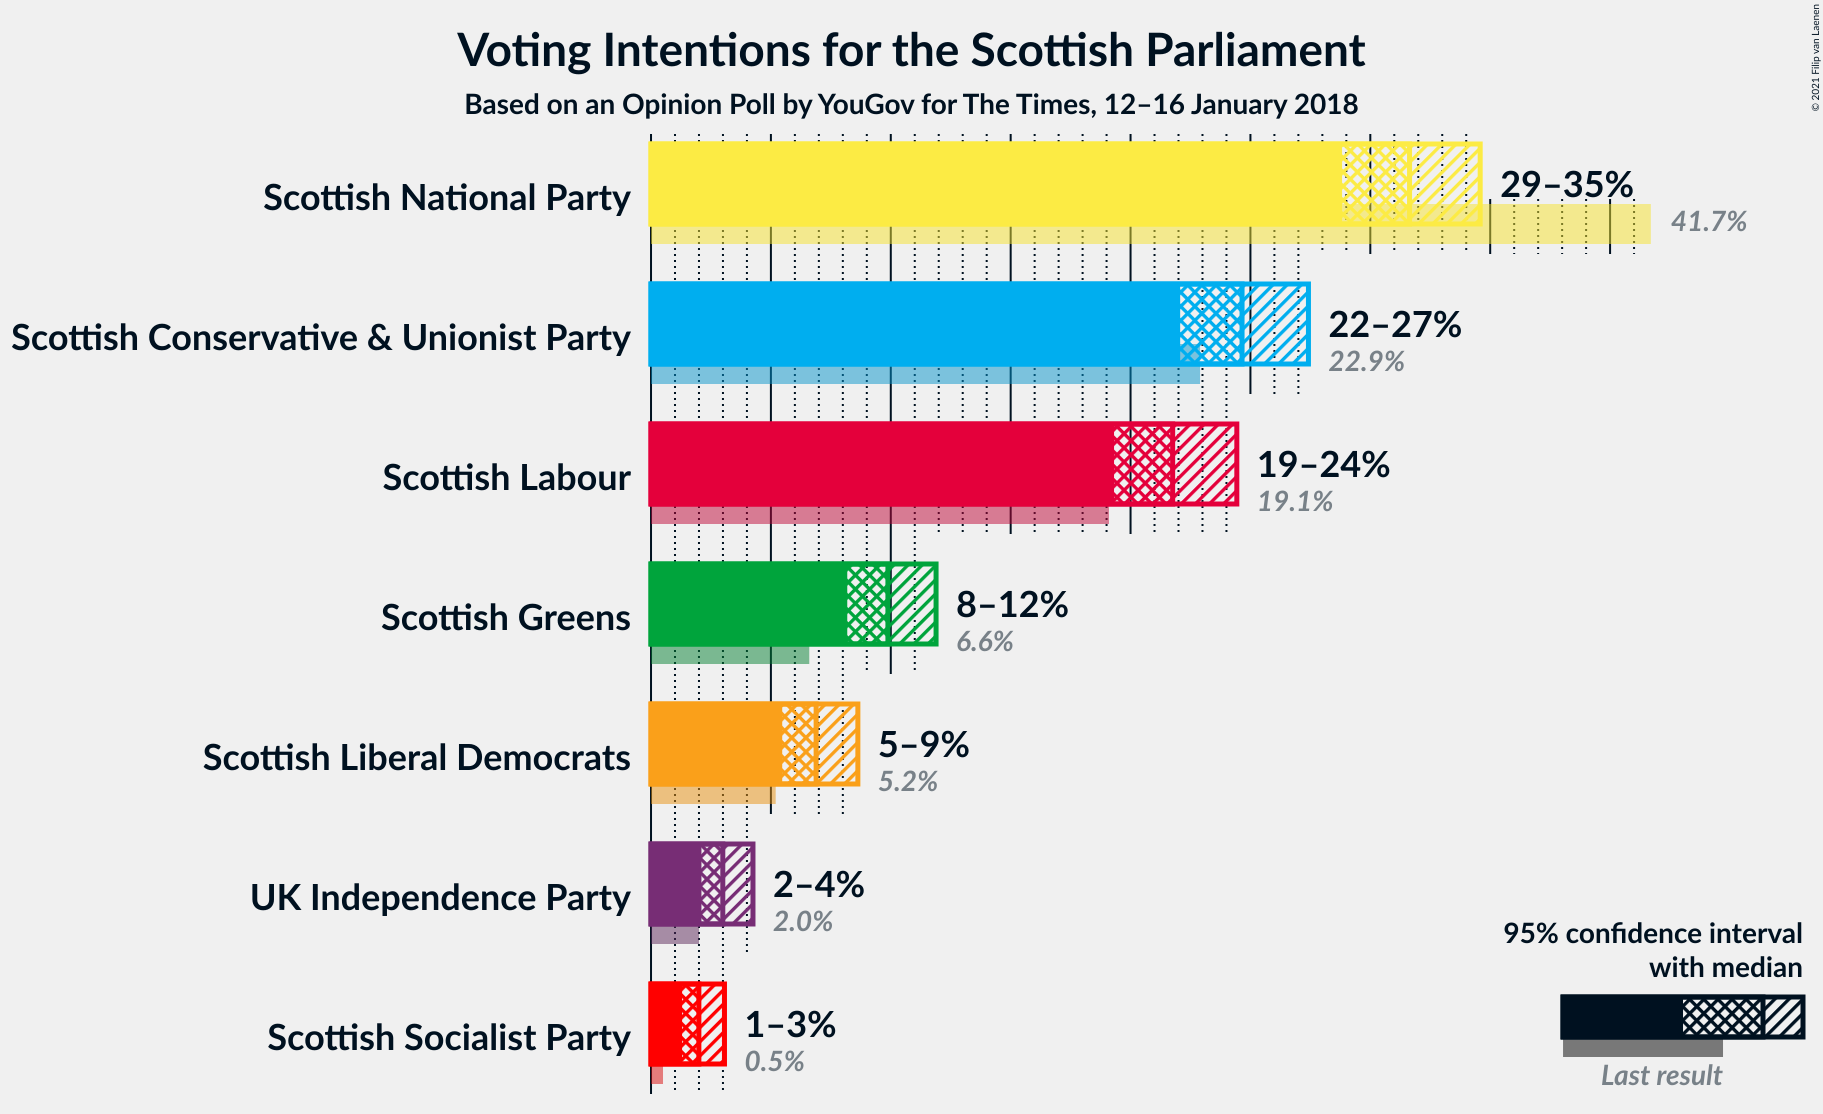 Voting Intentions for the Scottish Parliament
Based on an Opinion Poll by YouGov for The Times, 12–16 January 2018
© 2021 Filip van Laenen
Scottish National Party
29–35%
41.7%
Scottish Conservative & Unionist Party
22–27%
22.9%
Scottish Labour
19–24%
19.1%
Scottish Greens
8–12%
6.6%
Scottish Liberal Democrats
5–9%
5.2%
UK Independence Party
2–4%
2.0%
Scottish Socialist Party
1–3%
0.5%
95% confidence interval
with median
Last result